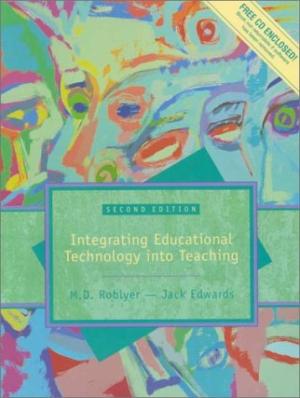 FREE CD ENCLOSED!
SECOND EDITION
Integrating Educational
Technology into Teaching
M.D. Roblyer — Jack Edwards